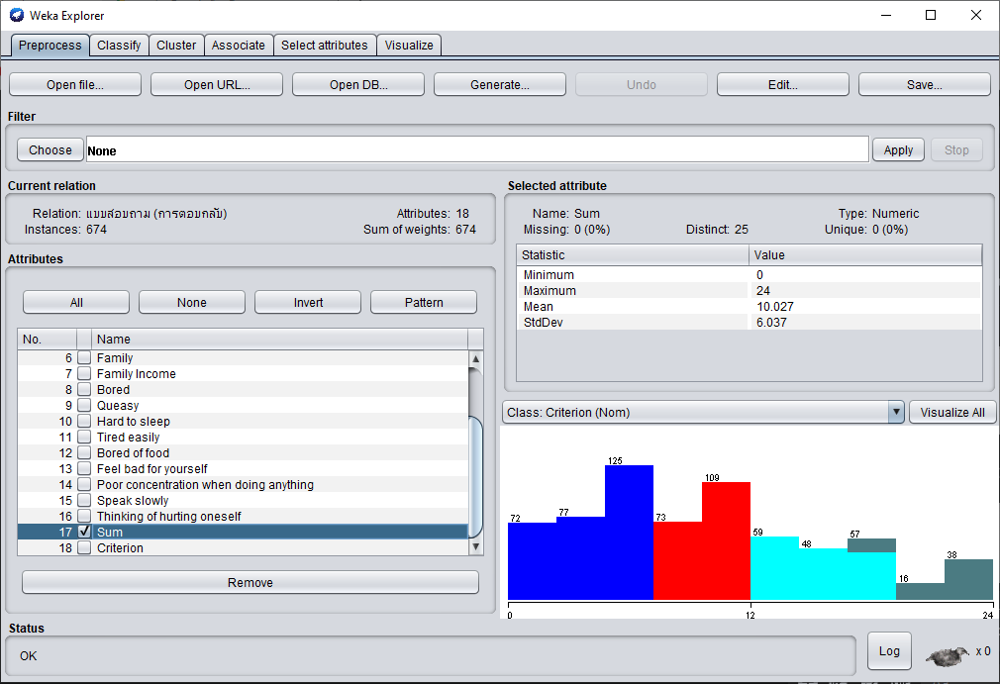 Weka Explorer
Preprocess Classify Cluster Associate Select attributes Visualize
Open file... Open URL... Open DB... Generate... Undo Edit... Save...
Filter
Choose None Apply Stop
Current relation
Relation: แบบสอบถาม (การตอบกลับ) Attributes: 18
Instances: 674 Sum of weights: 674
Attributes
All None Invert Pattern
No. Name
6 Family
7 Family Income
8 Bored
9 Queasy
10 Hard to sleep
11 Tired easily
12 Bored of food
13 Feel bad for yourself
14 Poor concentration when doing anything
15 Speak slowly
16 Thinking of hurting oneself
17 Sum
18 Criterion
Remove
Selected attribute
Name: Sum Type: Numeric
Missing: 0 (0%) Distinct: 25 Unique: 0 (0%)
Statistic Value
Minimum 0
Maximum 24
Mean 10.027
StdDev 6.037
Class: Criterion (Nom) Visualize All
72 77 125 73 109 59 48 57 16 38
0 12 24
Status
OK Log x 0